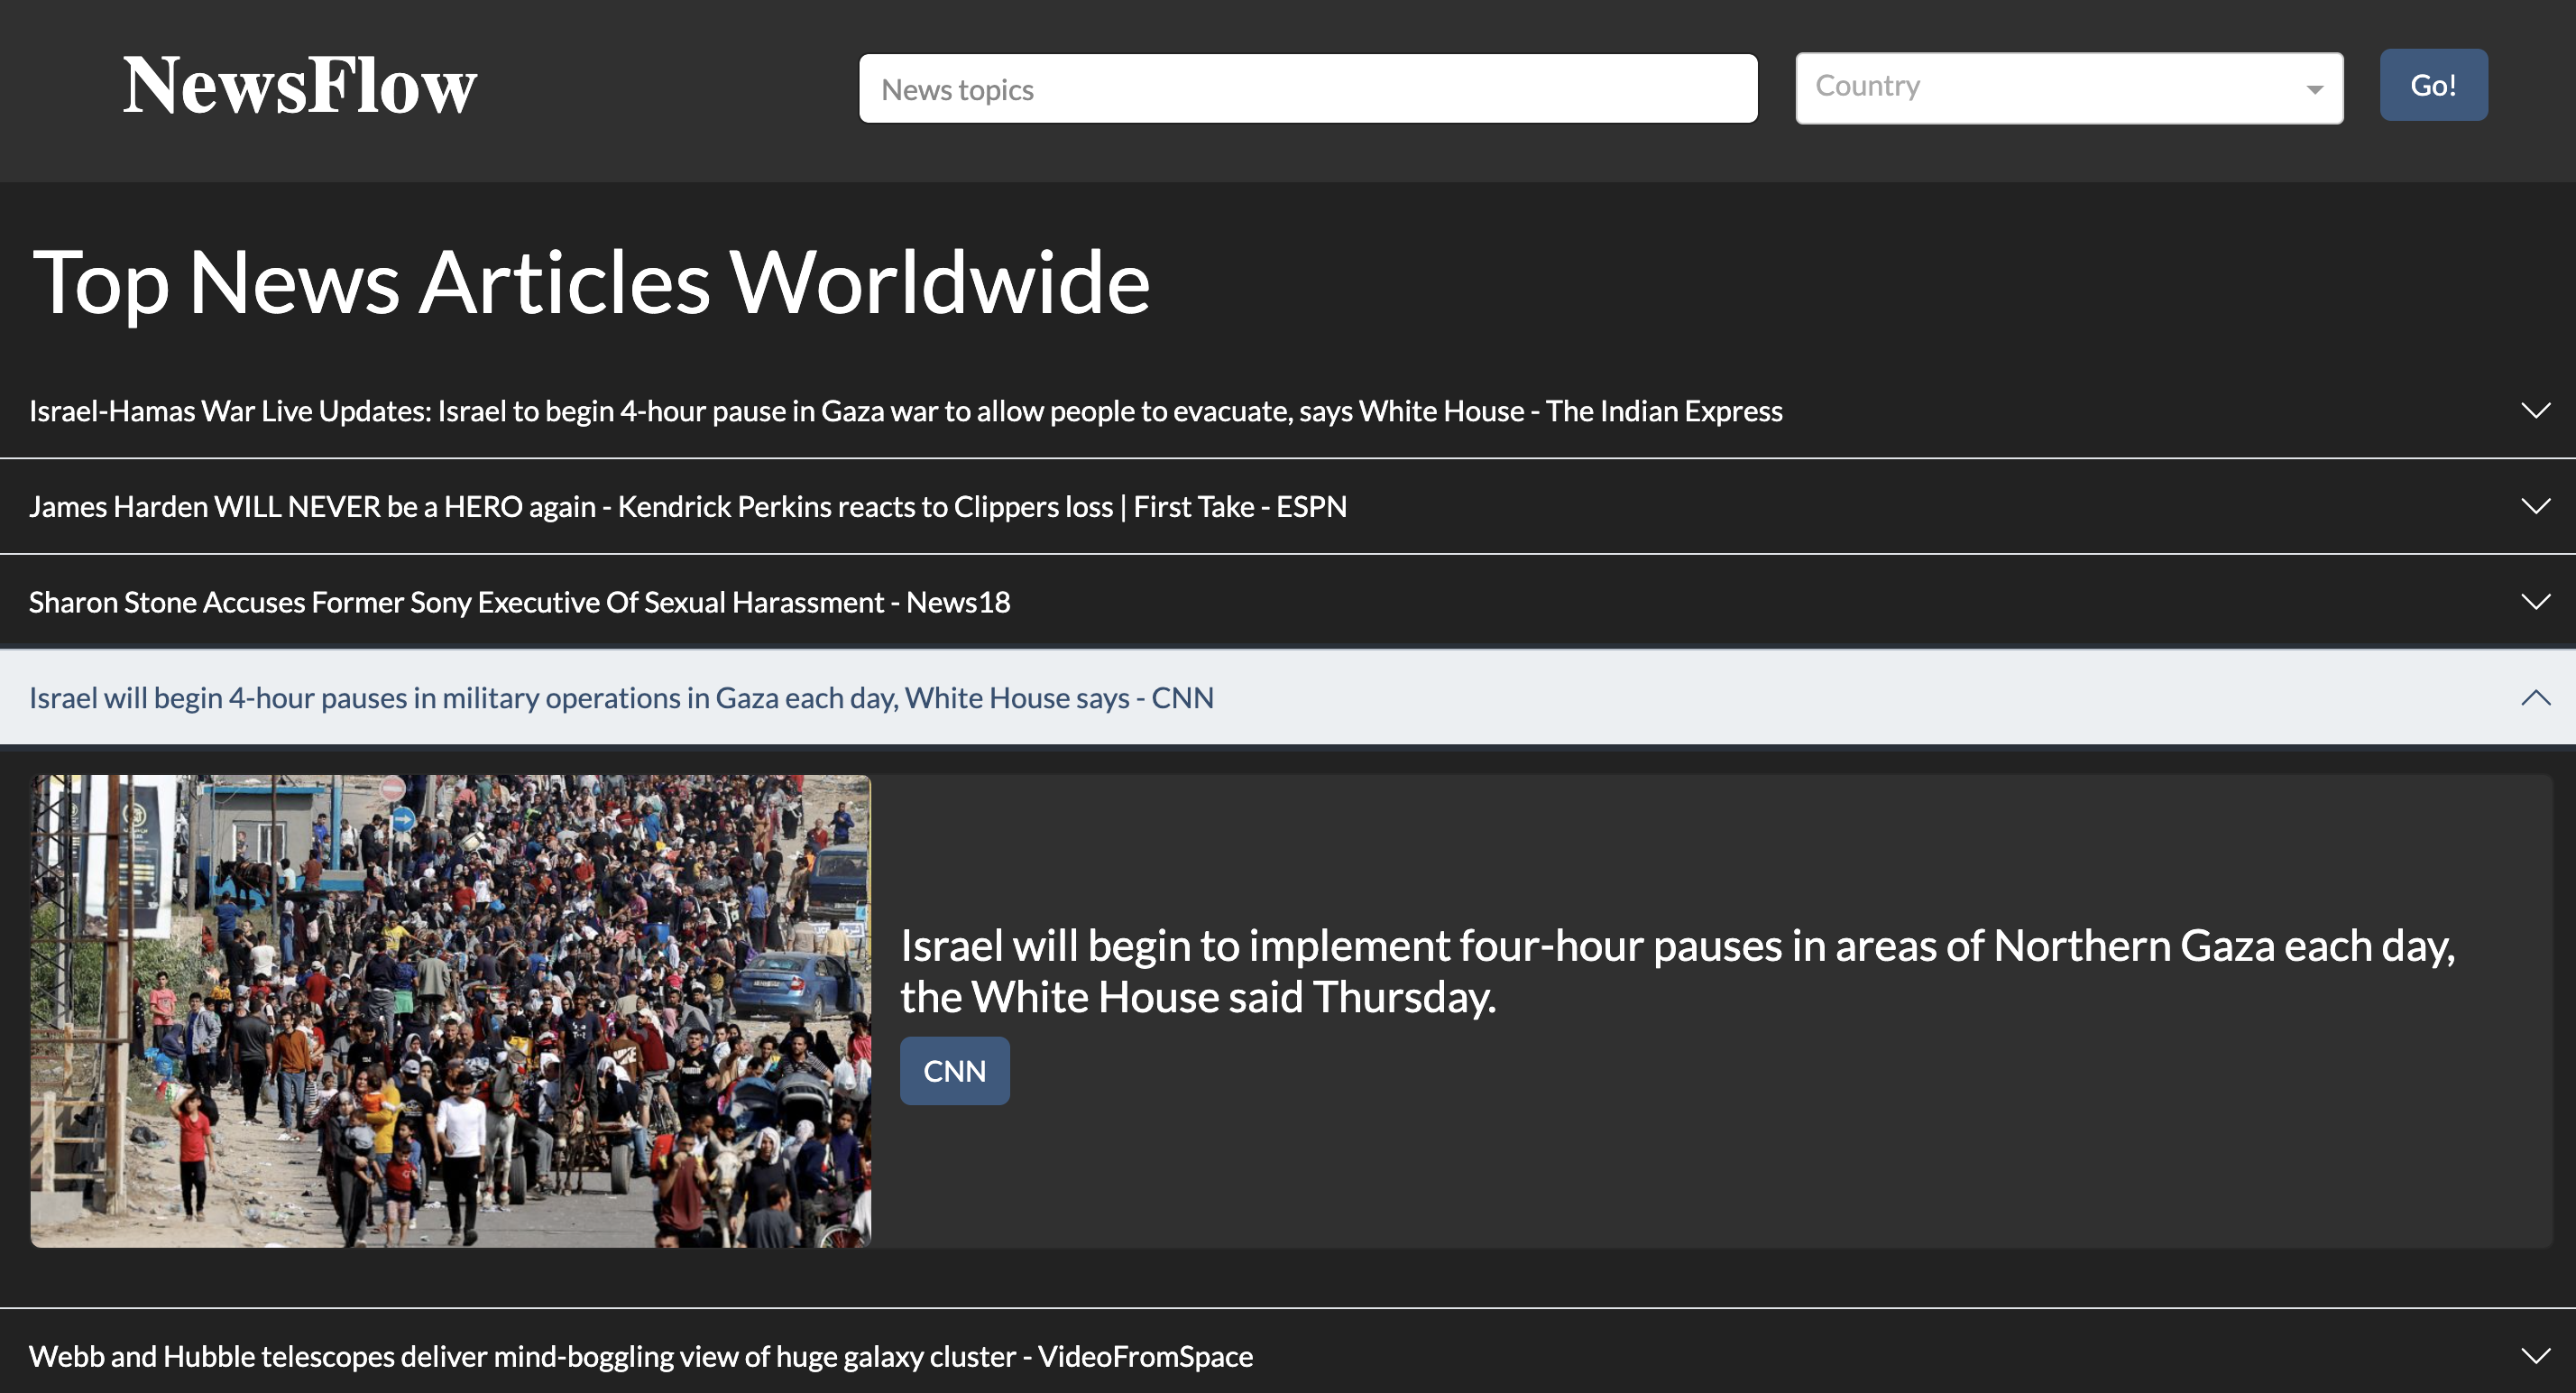 NewsFlow
News topics
Country
Go!
Top News Articles Worldwide
Israel-Hamas War Live Updates: Israel to begin 4-hour pause in Gaza war to allow people to evacuate, says White House - The Indian Express
James Harden WILL NEVER be a HERO again - Kendrick Perkins reacts to Clippers loss | First Take - ESPN
Sharon Stone Accuses Former Sony Executive Of Sexual Harassment - News18
Israel will begin 4-hour pauses in military operations in Gaza each day, White House says - CNN
Israel will begin to implement four-hour pauses in areas of Northern Gaza each day,
the White House said Thursday.
CNN
Webb and Hubble telescopes deliver mind-boggling view of huge galaxy cluster - VideoFromSpace